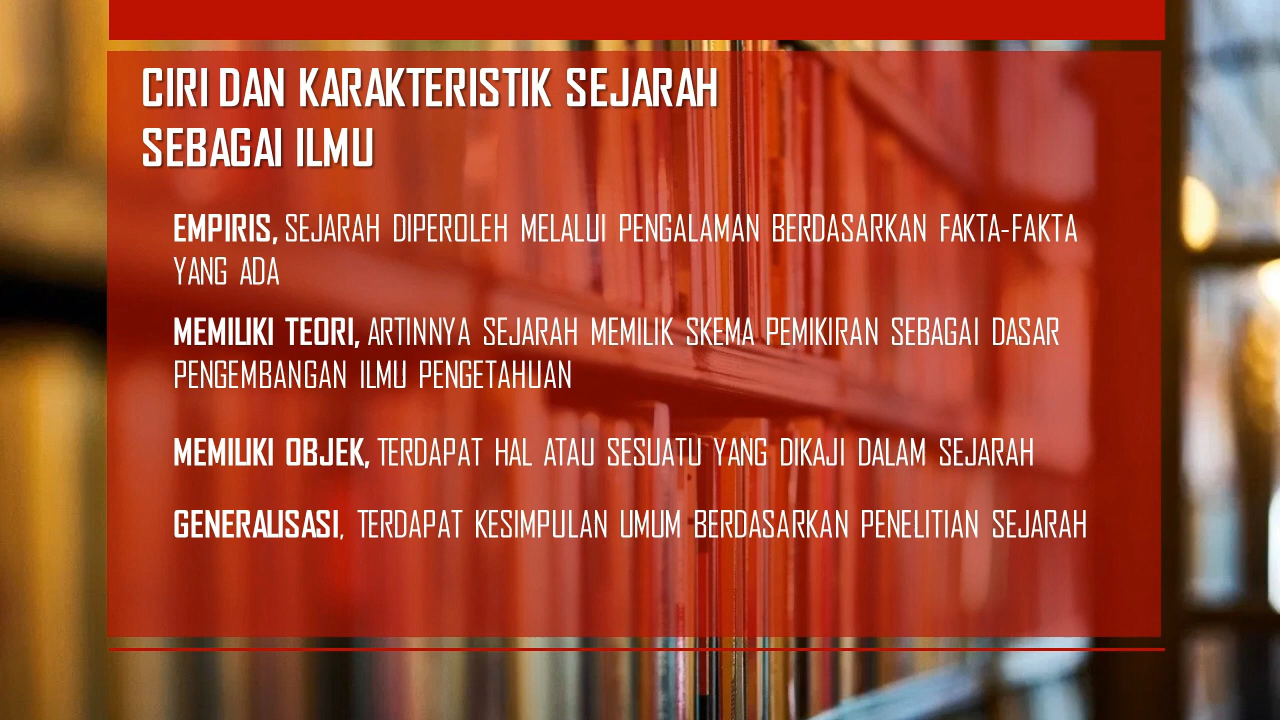 CIRI DAN KARAKTERISTIK SEJARAH
SEBAGAI ILMU
EMPIRIS, SEJARAH DIPEROLEH MELALUI PENGALAMAN BERDASARKAN FAKTA-FAKTA
YANG ADA
MEMILIKI TEORI, ARTINNYA SEJARAH MEMILIK SKEMA PEMIKIRAN SEBAGAI DASAR
PENGEMBANGAN ILMU PENGETAHUAN
MEMILIKI OBJEK, TERDAPAT HAL ATAU SESUATU YANG DIKAJI DALAM SEJARAH
GENERALISASI, TERDAPAT KESIMPULAN UMUM BERDASARKAN PENELITIAN SEJARAH